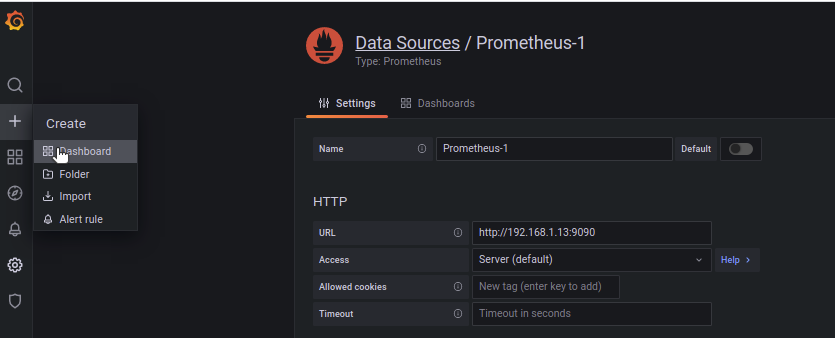 Data Sources / Prometheus-1
Type: Prometheus
Settings
Dashboards
Create
Dashboard
Folder
Import
Alert rule
Name
Prometheus-1
Default
HTTP
URL
http://192.168.1.13:9090
Access
Server (default)
Help >
Allowed cookies
New tag (enter key to add)
Timeout
Timeout in seconds